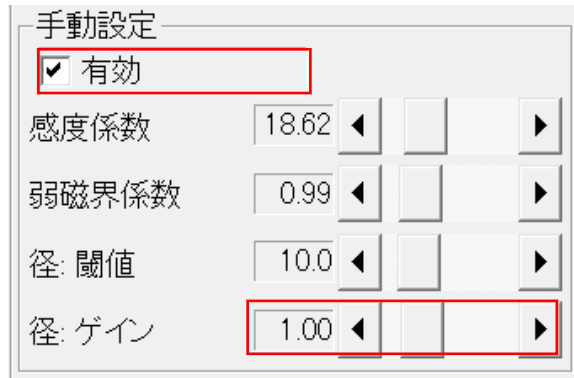 手動設定
有効
感度係数 18.62
弱磁界係数 0.99
径: 閾値 10.0
径: ゲイン 1.00